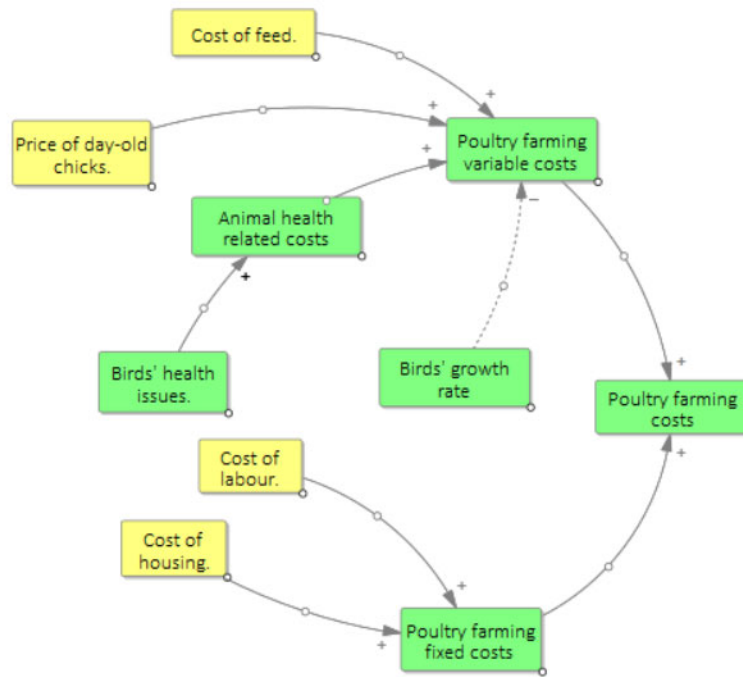 Cost of feed.
+
+
Price of day-old
chicks.
+
Poultry farming
variable costs
Animal health
related costs
–
+
Birds' health
issues.
Birds' growth
rate
+
Poultry farming
costs
+
Cost of
labour.
Cost of
housing.
+
+
Poultry farming
fixed costs